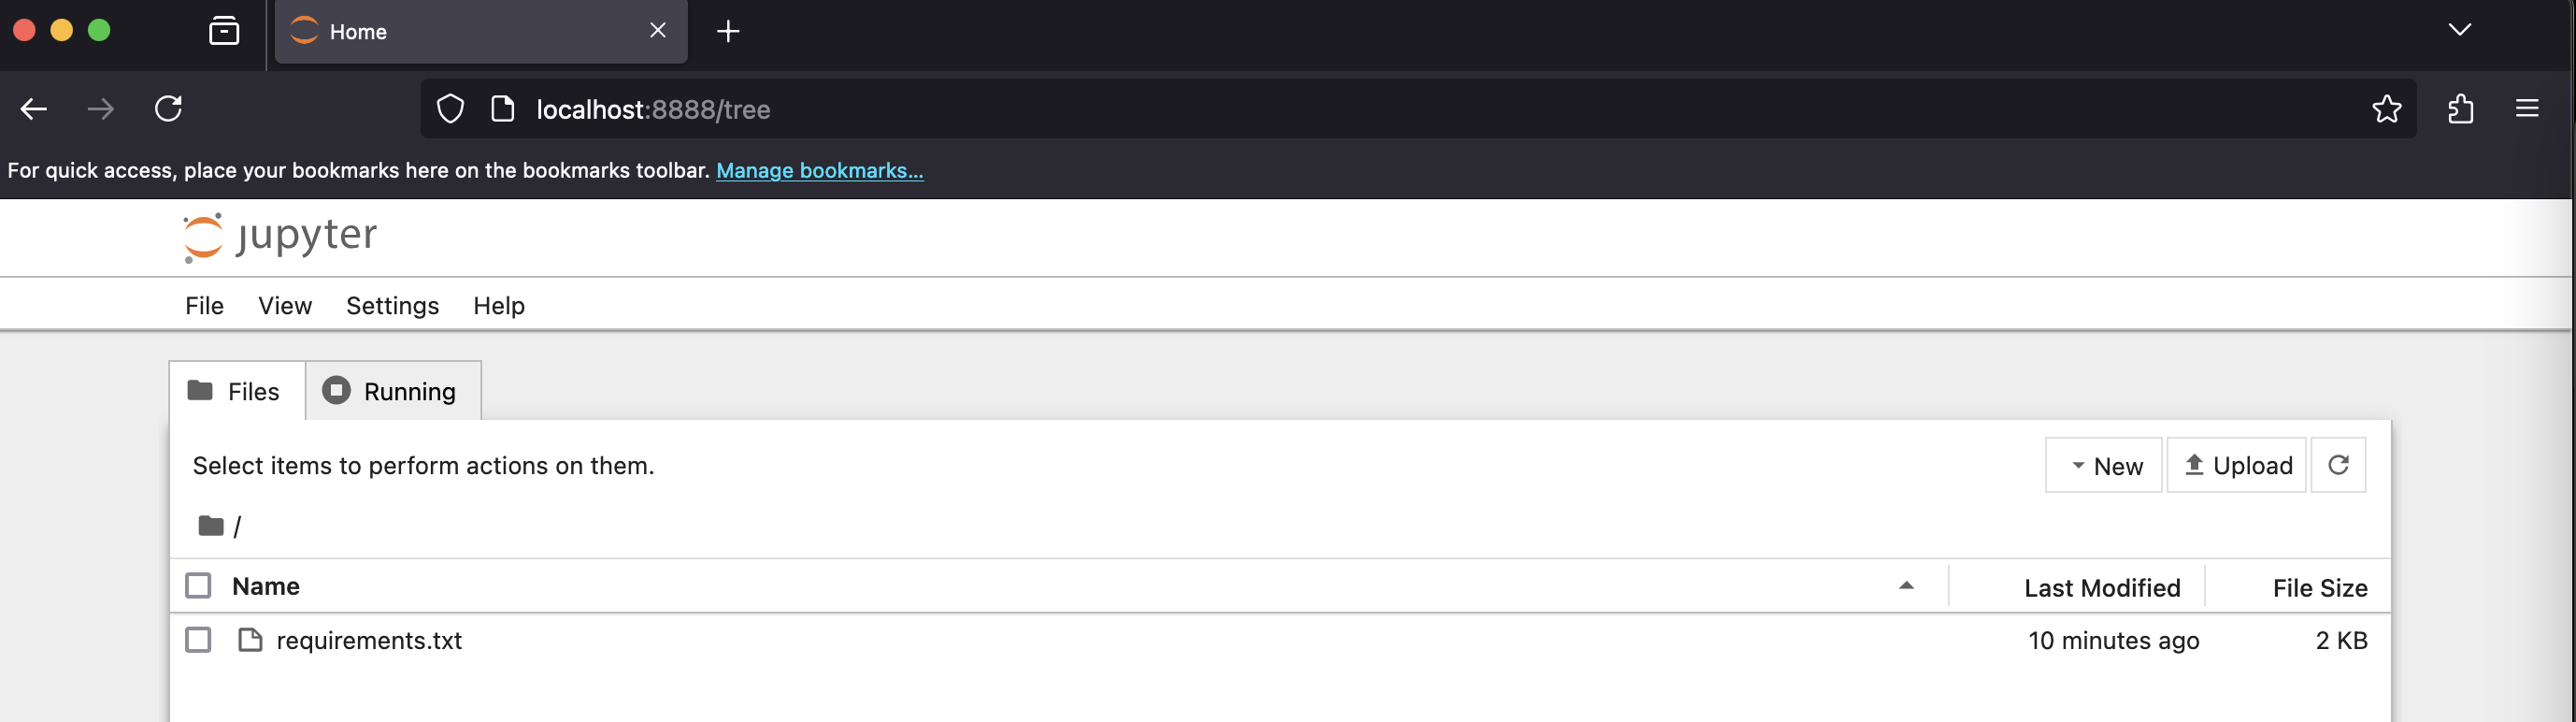 Home
localhost:8888/tree
For quick access, place your bookmarks here on the bookmarks toolbar. Manage bookmarks...
jupyter
File View Settings Help
Files Running
Select items to perform actions on them.
New Upload
/
Name Last Modified File Size
requirements.txt 10 minutes ago 2 KB